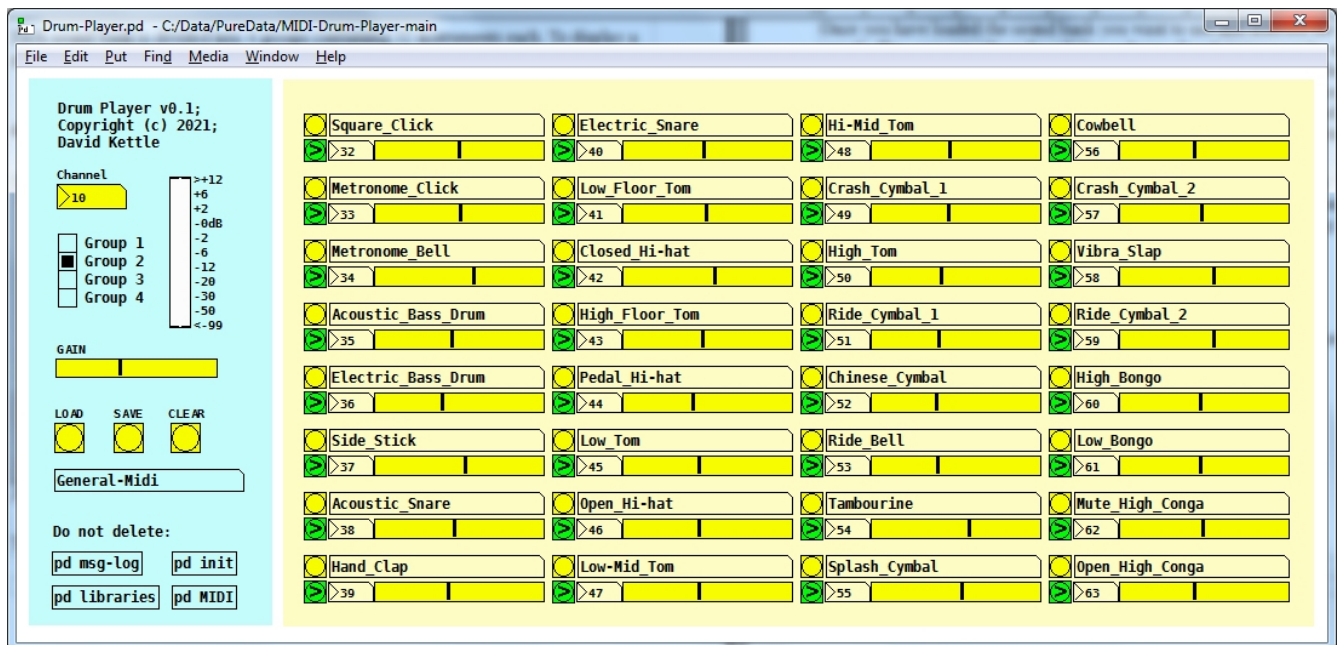 Drum-Player.pd - C:/Data/PureData/MIDI-Drum-Player-main
File Edit Put Find Media Window Help
Drum Player v0.1;
Copyright (c) 2021;
David Kettle
Channel
10
>+12
+6
+2
-0dB
-2
-6
-12
-20
-30
-50
<-99
Group 1
Group 2
Group 3
Group 4
GAIN
LOAD SAVE CLEAR
General-Midi
Do not delete:
pd msg-log pd init
pd libraries pd MIDI
Square_Click Electric_Snare Hi-Mid_Tom Cowbell
32 40 48 56
Metronome_Click Low_Floor_Tom Crash_Cymbal_1 Crash_Cymbal_2
33 41 49 57
Metronome_Bell Closed_Hi-hat High_Tom Vibra_Slap
34 42 50 58
Acoustic_Bass_Drum High_Floor_Tom Ride_Cymbal_1 Ride_Cymbal_2
35 43 51 59
Electric_Bass_Drum Pedal_Hi-hat Chinese_Cymbal High_Bongo
36 44 52 60
Side_Stick Low_Tom Ride_Bell Low_Bongo
37 45 53 61
Acoustic_Snare Open_Hi-hat Tambourine Mute_High_Conga
38 46 54 62
Hand_Clap Low-Mid_Tom Splash_Cymbal Open_High_Conga
39 47 55 63